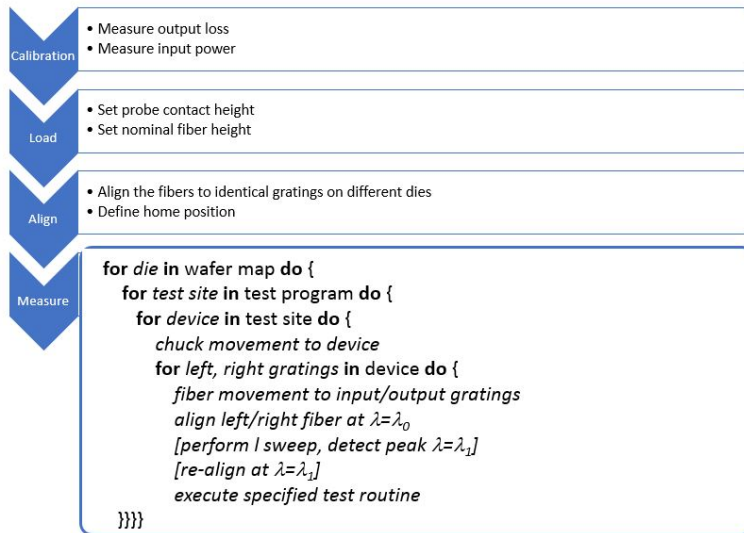 Calibration
• Measure output loss
• Measure input power
Load
• Set probe contact height
• Set nominal fiber height
Align
• Align the fibers to identical gratings on different dies
• Define home position
Measure
for die in wafer map do {
for test site in test program do {
for device in test site do {
chuck movement to device
for left, right gratings in device do {
fiber movement to input/output gratings
align left/right fiber at λ=λ₀
[perform l sweep, detect peak λ=λ₁]
[re-align at λ=λ₁]
execute specified test routine
}}}}